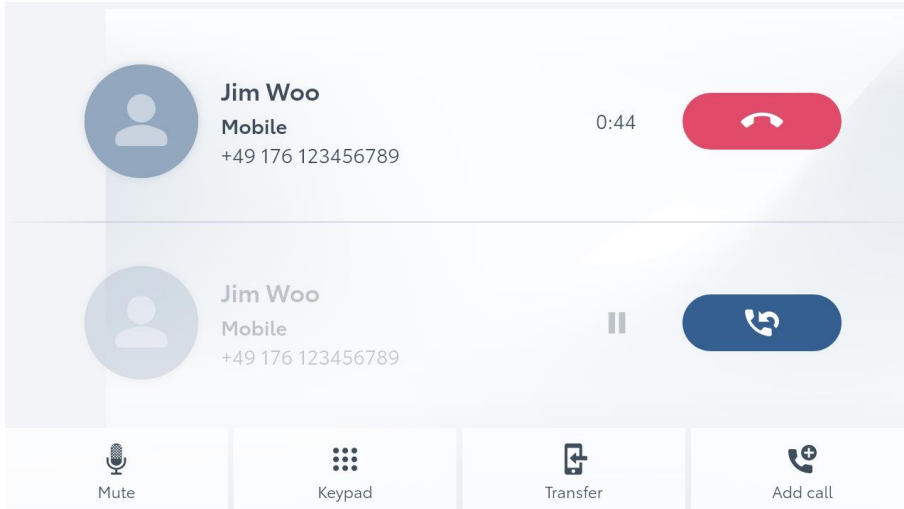 Jim Woo
Mobile
+49 176 123456789
0:44
Jim Woo
Mobile
+49 176 123456789
Mute
Keypad
Transfer
Add call